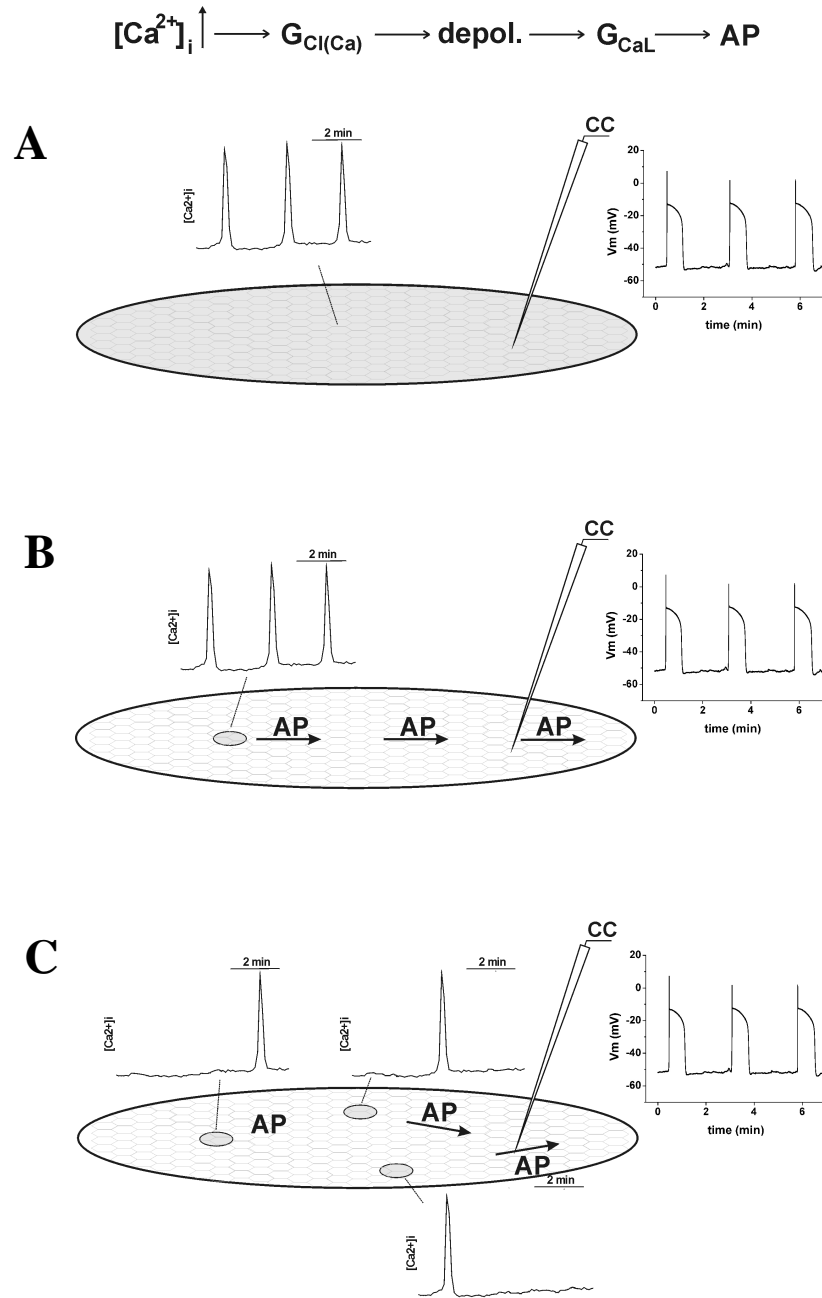 [Ca2+]i → GCl(Ca) → depol. → GCaL → AP
A
2 min
[Ca2+]i
CC
Vm (mV)
20
0
-20
-40
-60
0 2 4 6
time (min)
B
2 min
[Ca2+]i
CC
Vm (mV)
20
0
-20
-40
-60
0 2 4 6
time (min)
AP AP AP
C
2 min
[Ca2+]i
2 min
[Ca2+]i
CC
Vm (mV)
20
0
-20
-40
-60
0 2 4 6
time (min)
AP
AP
AP
2 min
[Ca2+]i